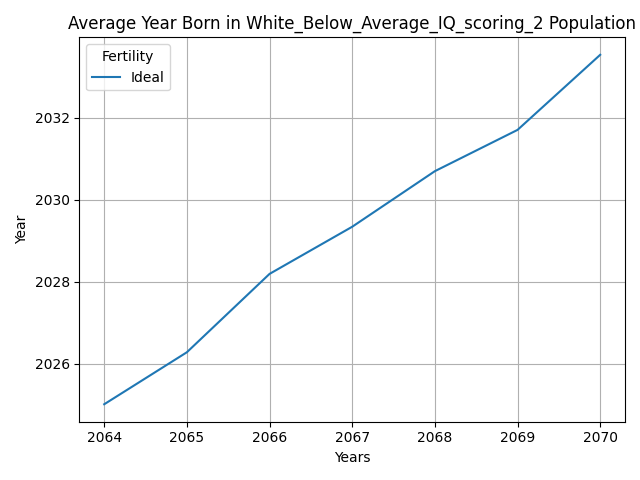 Average Year Born in White_Below_Average_IQ_scoring_2 Population
Fertility
Ideal
Year
2032
2030
2028
2026
2064 2065 2066 2067 2068 2069 2070
Years